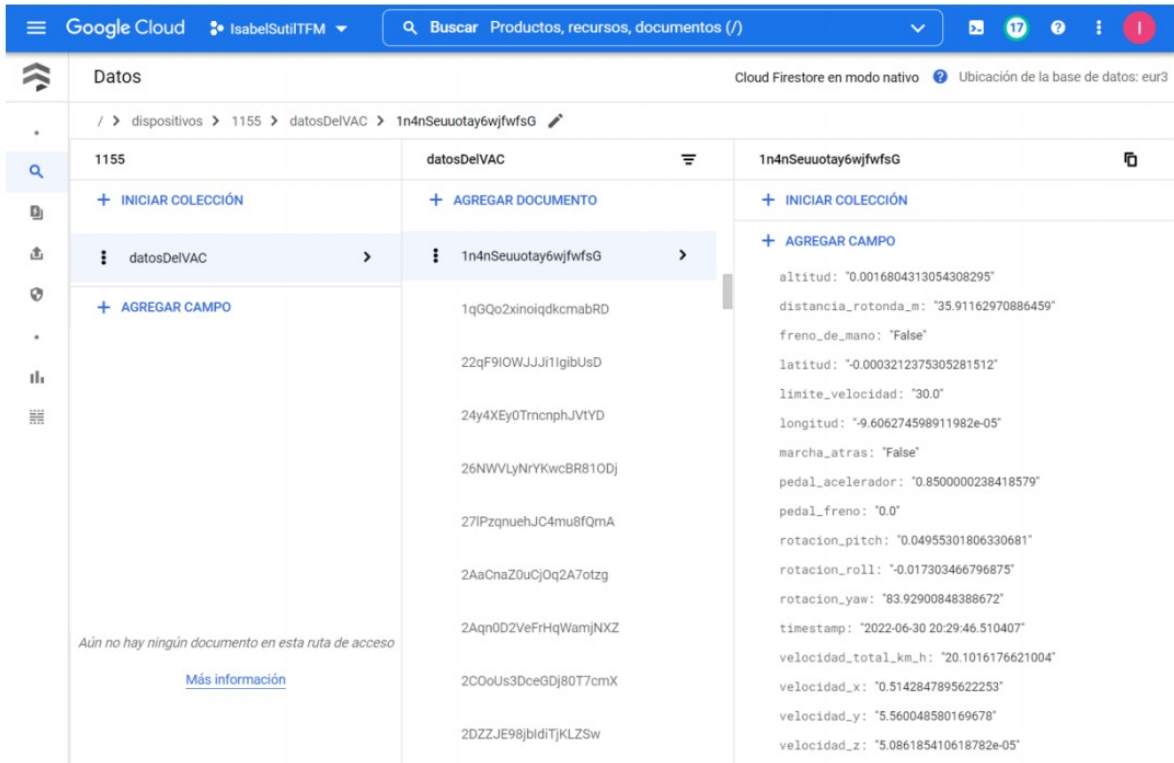 Google Cloud IsabelSutilTFM Buscar Productos, recursos, documentos (/) 17 I
Datos Cloud Firestore en modo nativo Ubicación de la base de datos: eur3
/ > dispositivos > 1155 > datosDelVAC > 1n4nSeuuotay6wjfwfsG
1155
+ INICIAR COLECCIÓN
datosDelVAC
+ AGREGAR CAMPO
Aún no hay ningún documento en esta ruta de acceso
Más información
datosDelVAC
+ AGREGAR DOCUMENTO
1n4nSeuuotay6wjfwfsG
1qGQo2xinoiqdkcmabRD
22qF9IOWJJJi1IgibUsD
24y4XEy0TrncnphJVtYD
26NWVLyNrYKwcBR81ODj
27lPzqnuehJC4mu8fQmA
2AaCnaZ0uCjOq2A7otzg
2Aqn0D2VeFrHqWamjNXZ
2COoUs3DceGDj80T7cmX
2DZZJE98jbIdiTjKLZSw
1n4nSeuuotay6wjfwfsG
+ INICIAR COLECCIÓN
+ AGREGAR CAMPO
altitud: "0.0016804313054308295"
distancia_rotonda_m: "35.91162970886459"
freno_de_mano: "False"
latitud: "-0.0003212375305281512"
limite_velocidad: "30.0"
longitud: "-9.606274598911982e-05"
marcha_atras: "False"
pedal_acelerador: "0.8500000238418579"
pedal_freno: "0.0"
rotacion_pitch: "0.04955301806330681"
rotacion_roll: "-0.017303466796875"
rotacion_yaw: "83.92900848388672"
timestamp: "2022-06-30 20:29:46.510407"
velocidad_total_km_h: "20.1016176621004"
velocidad_x: "0.5142847895622253"
velocidad_y: "5.560048580169678"
velocidad_z: "5.086185410618782e-05"